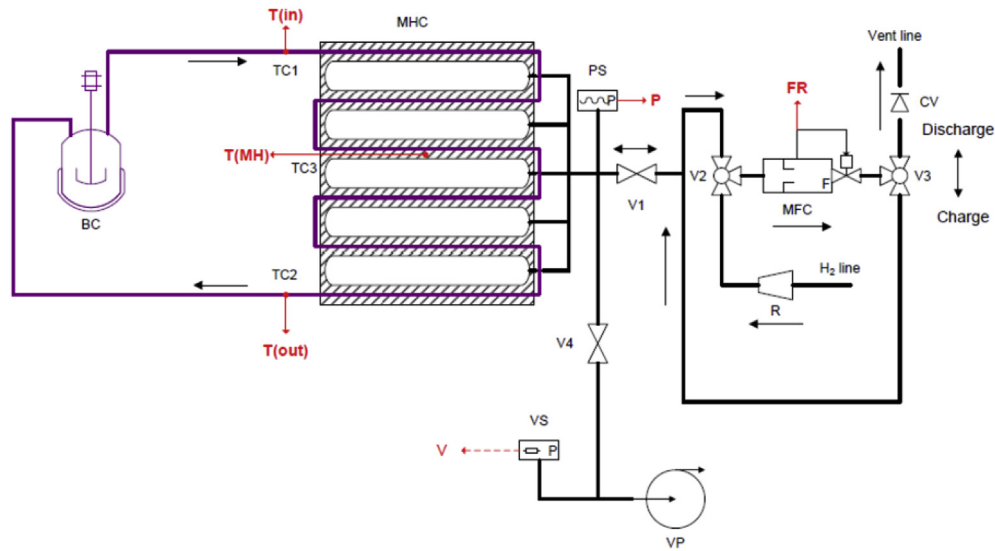 T(in)
MHC
Vent line
TC1
PS
P
P
FR
CV
Discharge
T(MH)
TC3
V2
F
V3
BC
V1
MFC
Charge
TC2
H2 line
R
T(out)
V4
VS
V
P
VP